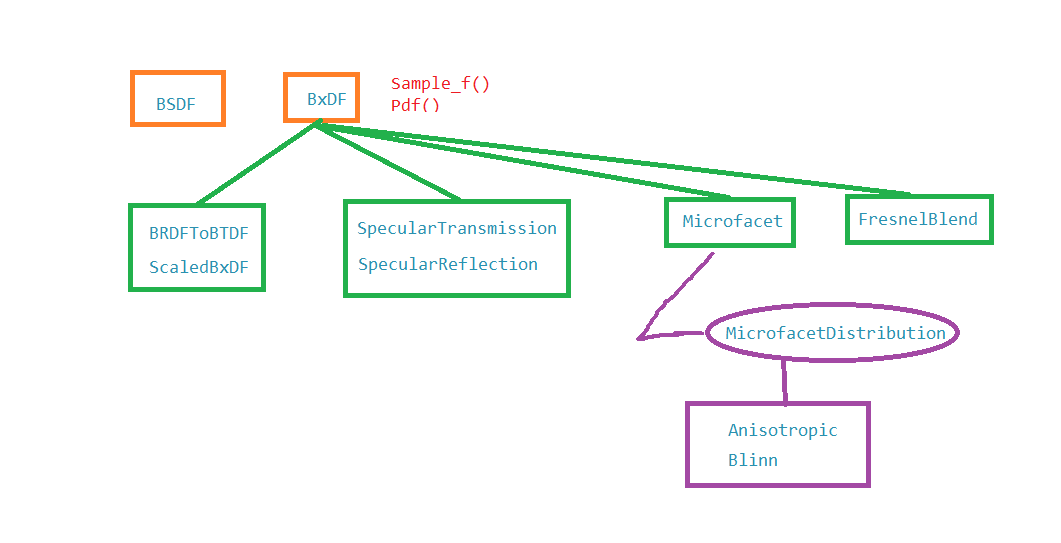 Sample_f()
BSDF
BxDF
Pdf()
BRDFToBTDF
ScaledBxDF
SpecularTransmission
SpecularReflection
Microfacet
FresnelBlend
MicrofacetDistribution
Anisotropic
Blinn